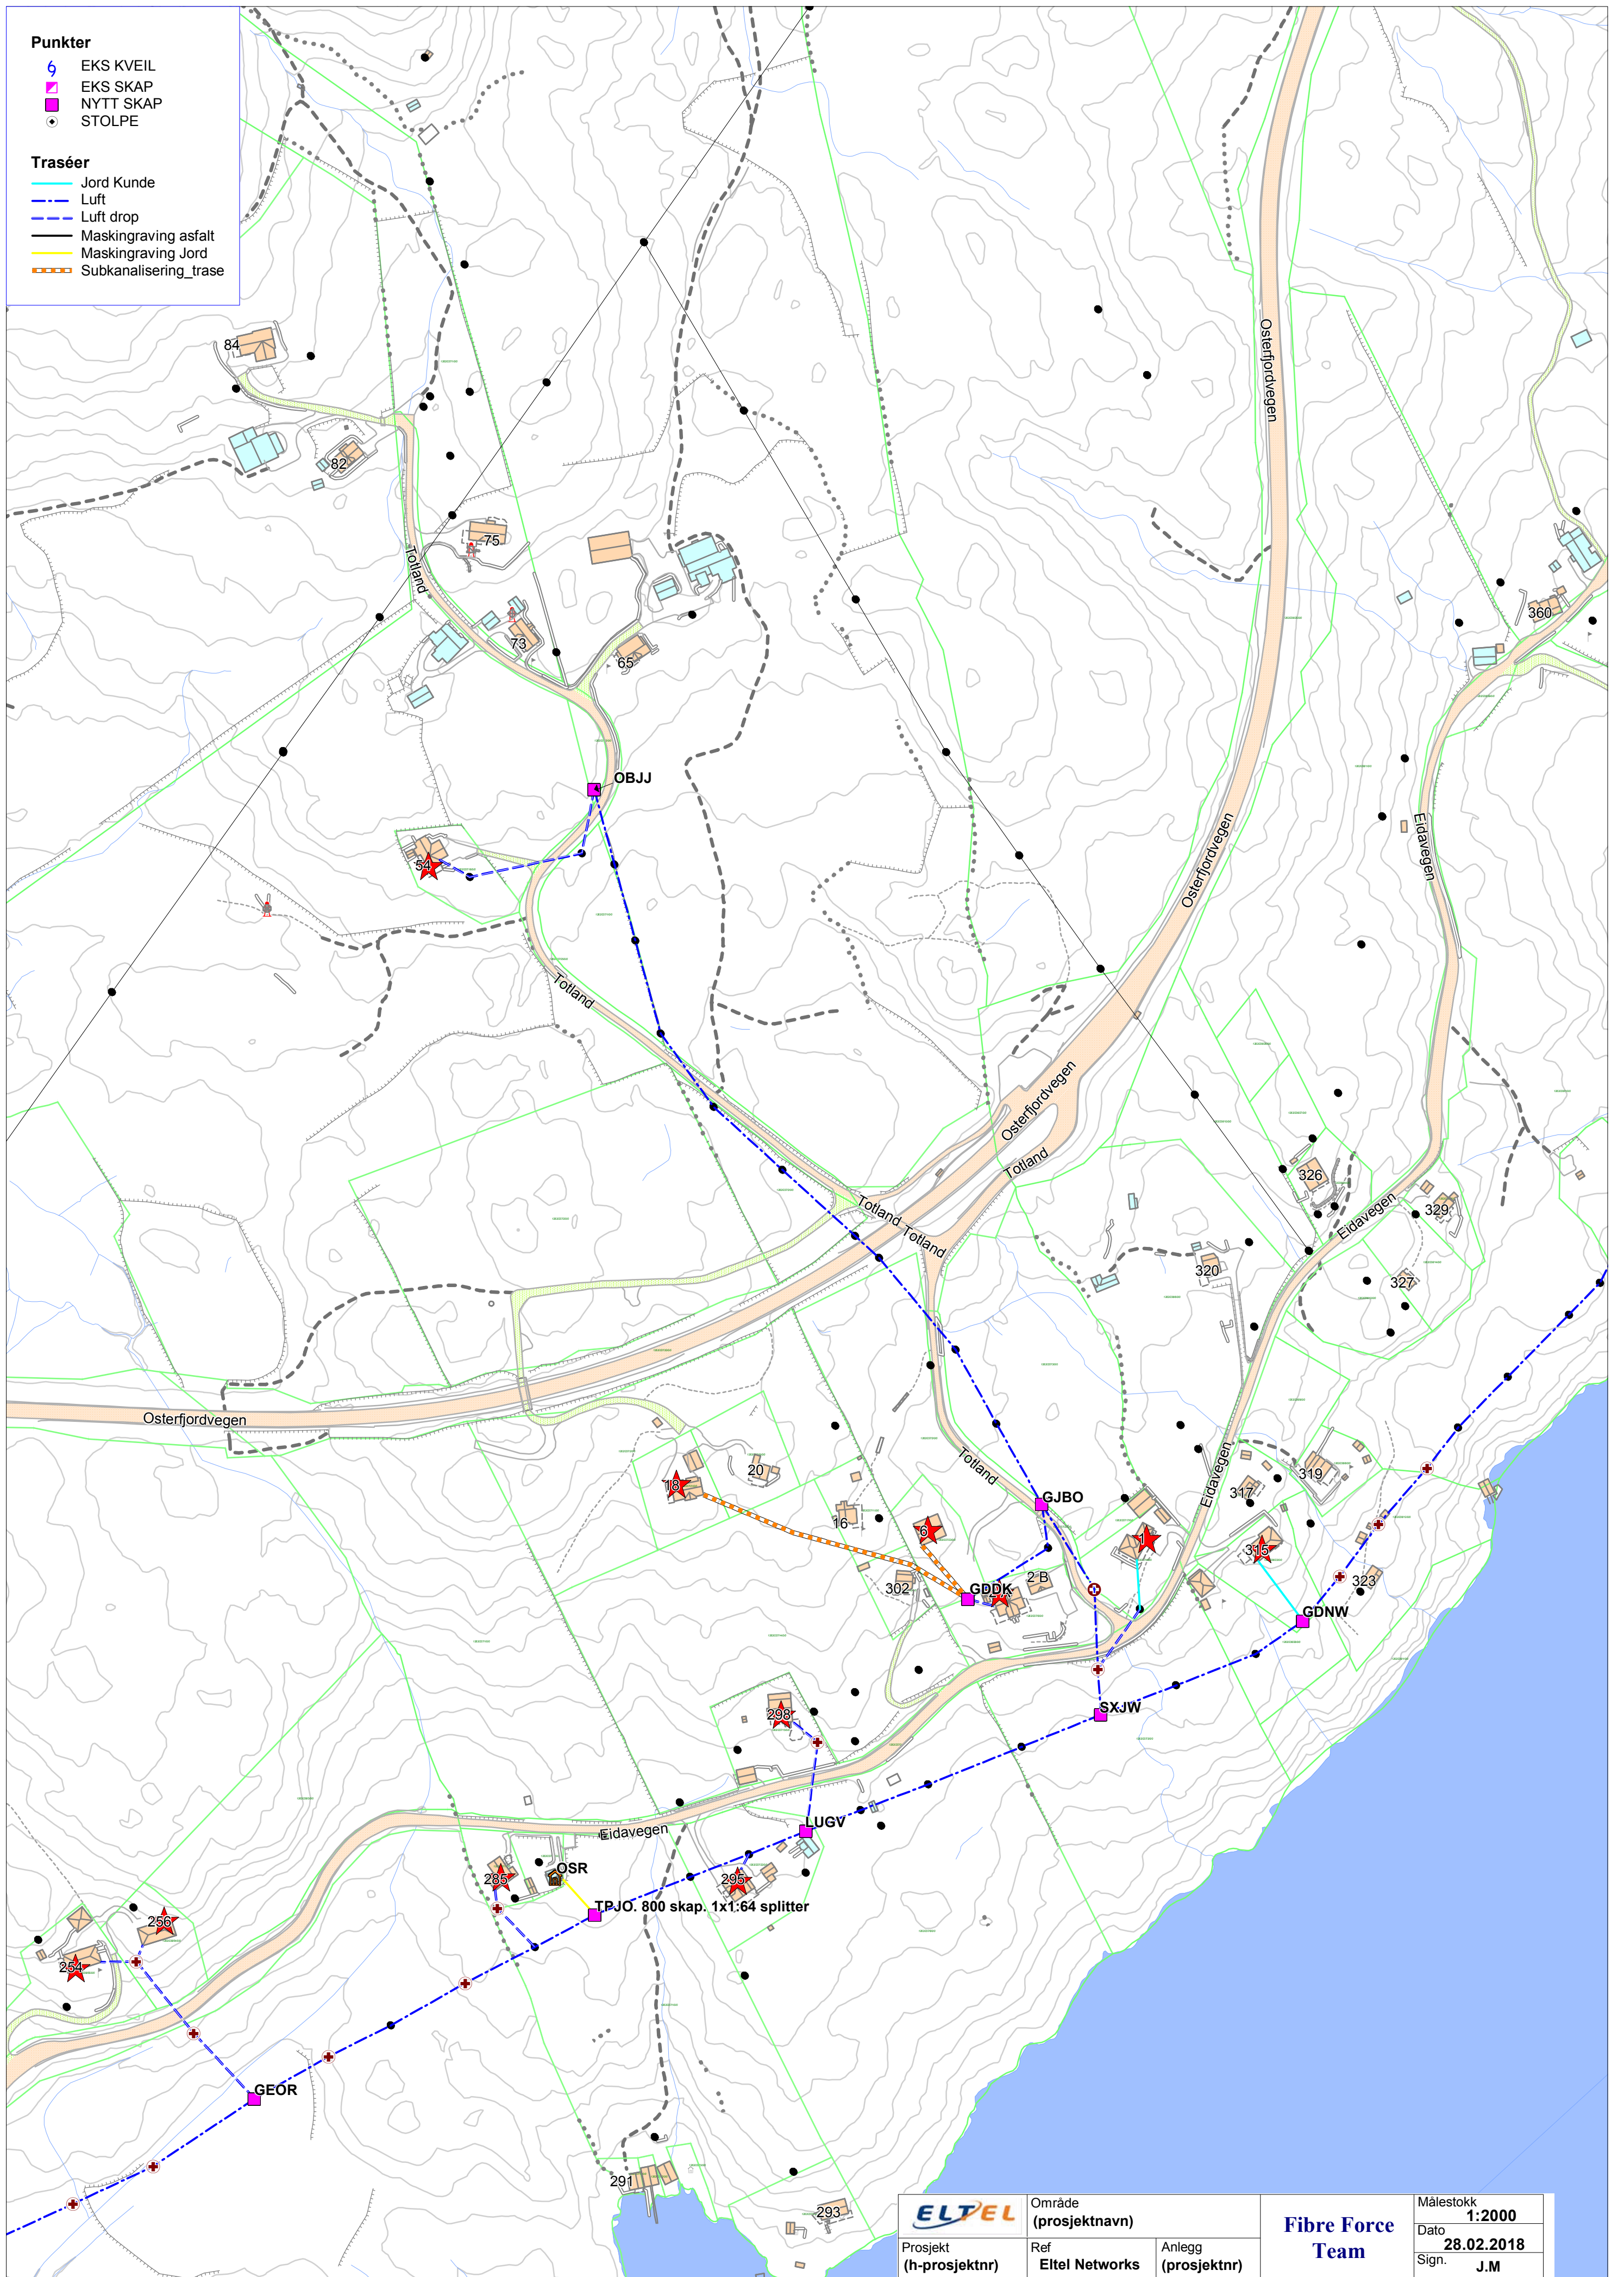 Punkter
EKS KVEIL
EKS SKAP
NYTT SKAP
STOLPE
Traséer
Jord Kunde
Luft
Luft drop
Maskingraving asfalt
Maskingraving Jord
Subkanalisering_trase
84
82
75
Totland
73
65
Osterfjordvegen
360
OBJJ
54
Osterfjordvegen
Eidavegen
Totland
Osterfjordvegen
Totland
326
Totland Totland
Eidavegen
329
320
327
Osterfjordvegen
18
20
Totland
Eidavegen
319
317
GJBO
16
6
1
315
302
GDDK
2 B
323
GDNW
298
SXJW
LUGV
Eidavegen
285
OSR
295
TPJO. 800 skap. 1x1:64 splitter
256
254
GEOR
291
293
ELTEL
Område
(prosjektnavn)
Prosjekt
(h-prosjektnr)
Ref
Eltel Networks
Anlegg
(prosjektnr)
Fibre Force
Team
Målestokk
1:2000
Dato
28.02.2018
Sign.
J.M